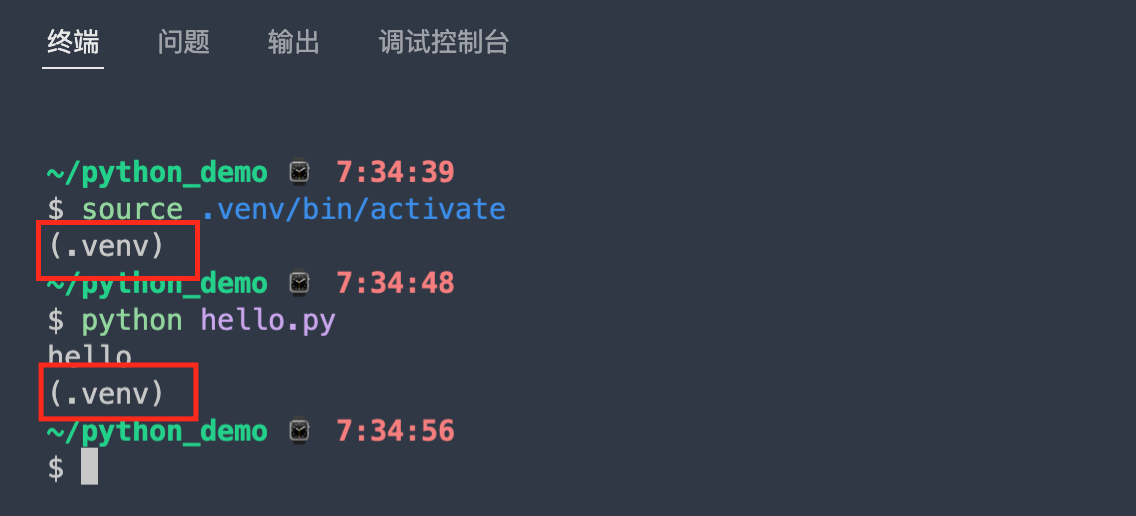 终端 问题 输出 调试控制台
~/python_demo ⌚ 7:34:39
$ source .venv/bin/activate
(.venv)
~/python_demo ⌚ 7:34:48
$ python hello.py
hello
(.venv)
~/python_demo ⌚ 7:34:56
$